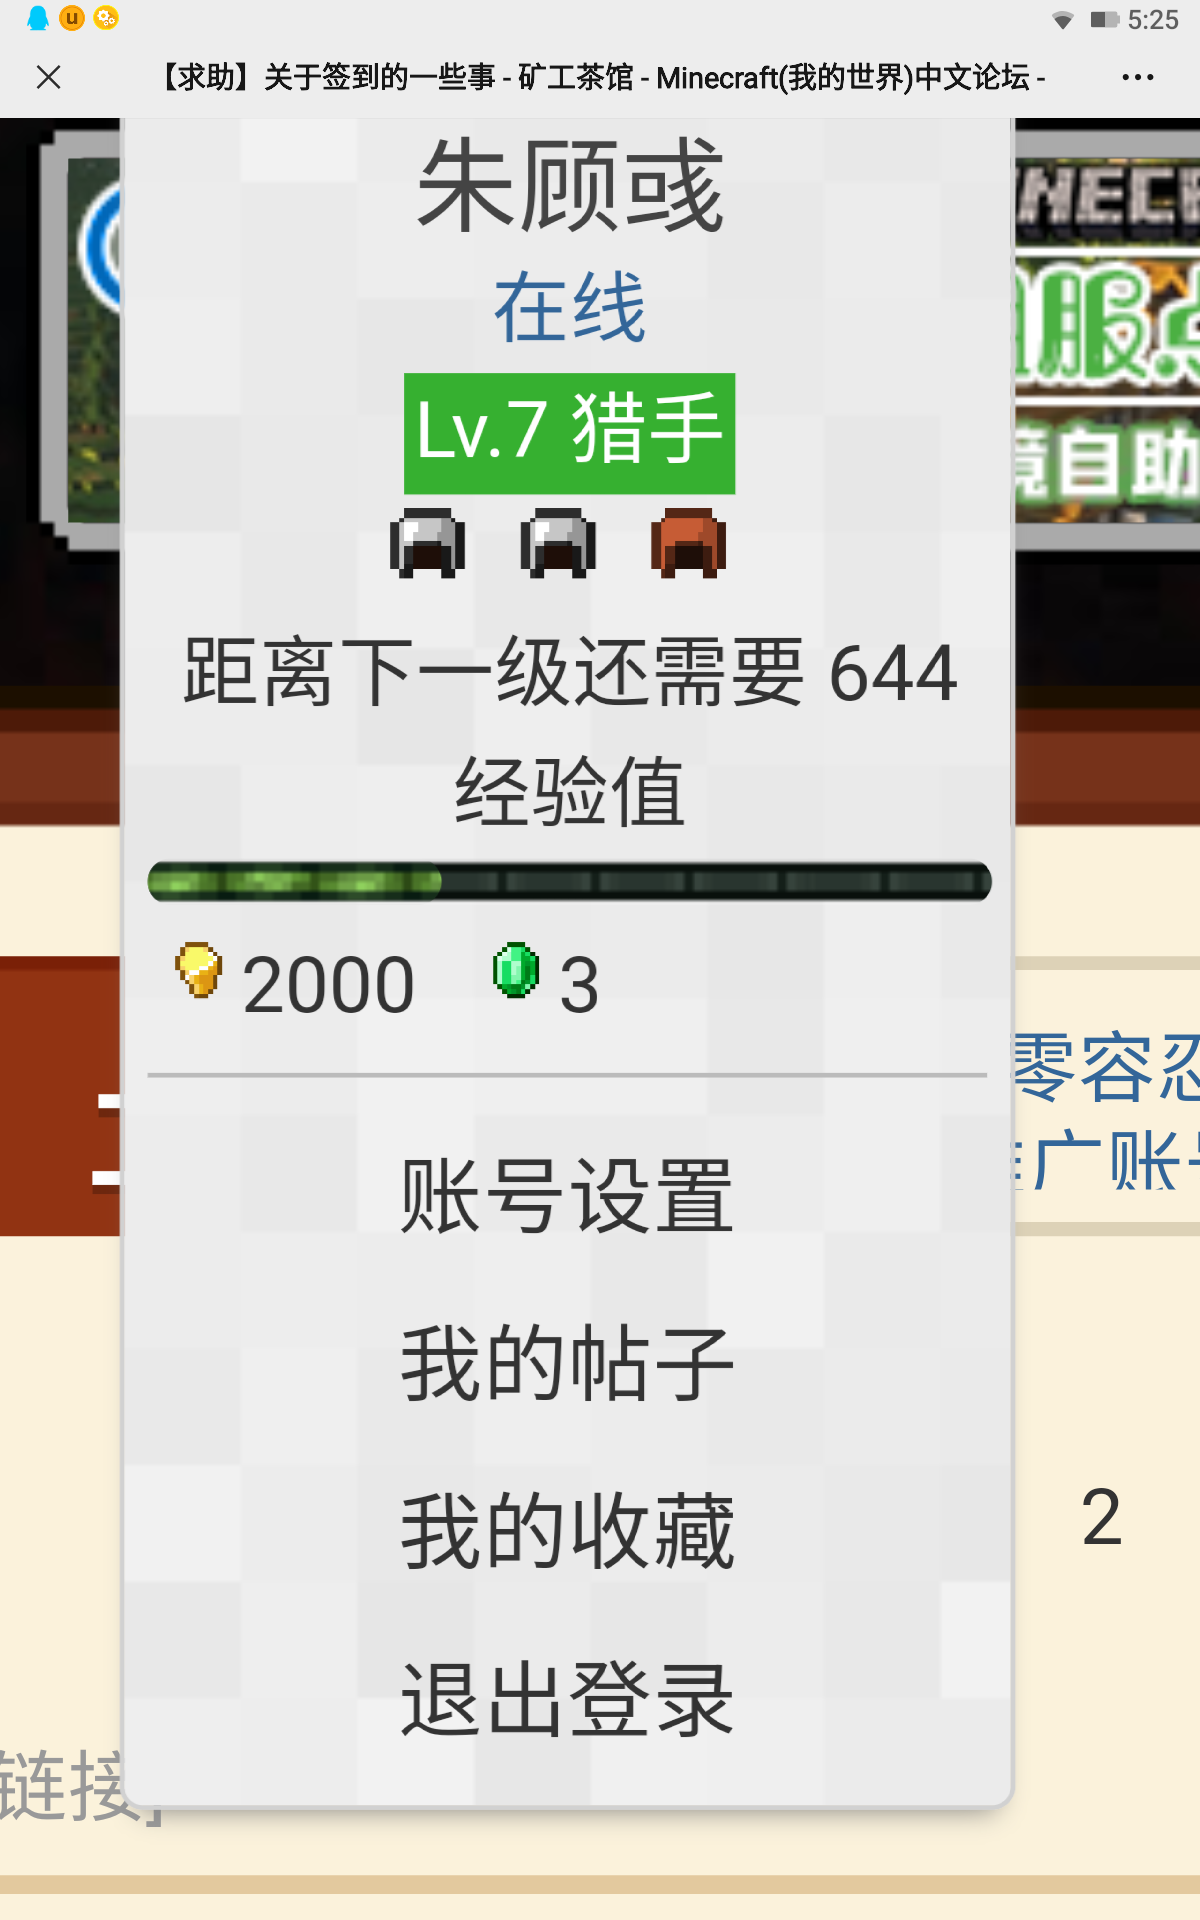 5:25
【求助】关于签到的一些事 - 矿工茶馆 - Minecraft(我的世界)中文论坛 -
朱顾彧
在线
Lv.7 猎手
距离下一级还需要 644
经验值
2000
3
账号设置
我的帖子
我的收藏
退出登录
NECR
服
自助
零容忍
广账号
2
链接]